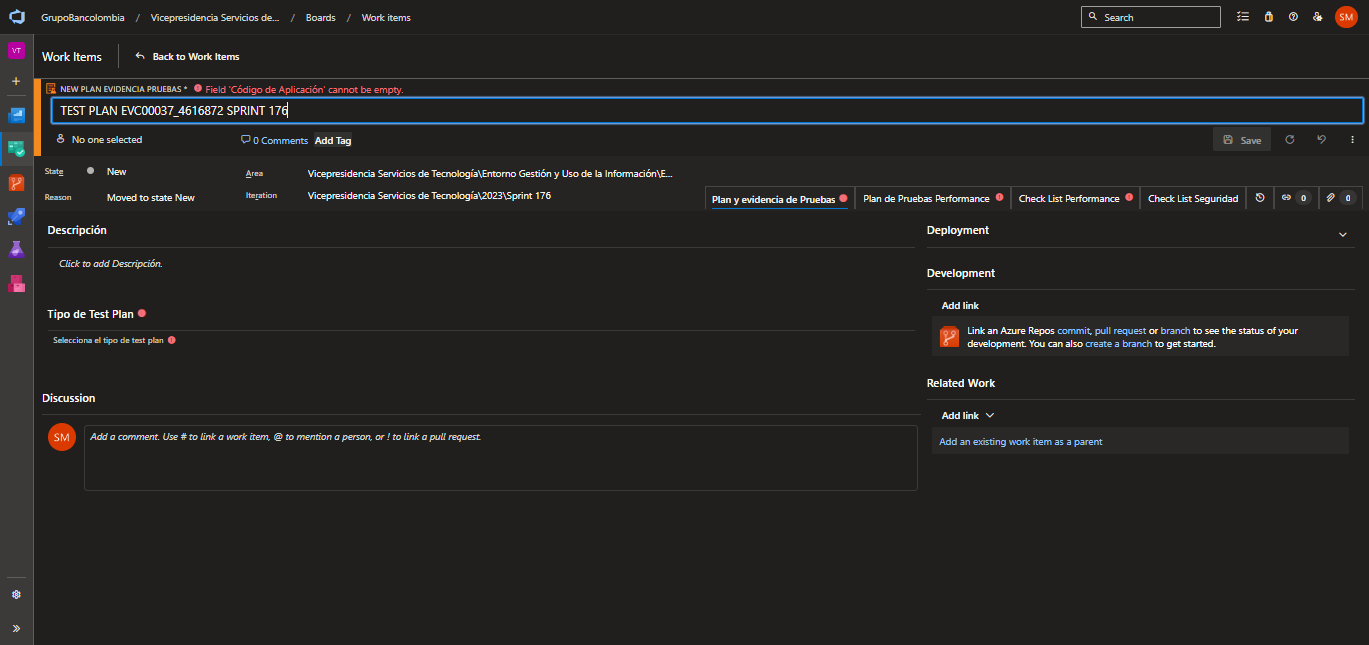 GrupoBancolombia / Vicepresidencia Servicios de... / Boards / Work items
Search
SM
VT
Work Items
Back to Work Items
NEW PLAN EVIDENCIA PRUEBAS * Field 'Código de Aplicación' cannot be empty.
TEST PLAN EVC00037_4616872 SPRINT 176
No one selected
0 Comments
Add Tag
Save
State
New
Area
Vicepresidencia Servicios de Tecnología\Entorno Gestión y Uso de la Información\E...
Reason
Moved to state New
Iteration
Vicepresidencia Servicios de Tecnología\2023\Sprint 176
Plan y evidencia de Pruebas
Plan de Pruebas Performance
Check List Performance
Check List Seguridad
0
0
Descripción
Click to add Descripción.
Tipo de Test Plan
Selecciona el tipo de test plan
Discussion
SM
Add a comment. Use # to link a work item, @ to mention a person, or ! to link a pull request.
Deployment
Development
Add link
Link an Azure Repos commit, pull request or branch to see the status of your
development. You can also create a branch to get started.
Related Work
Add link
Add an existing work item as a parent